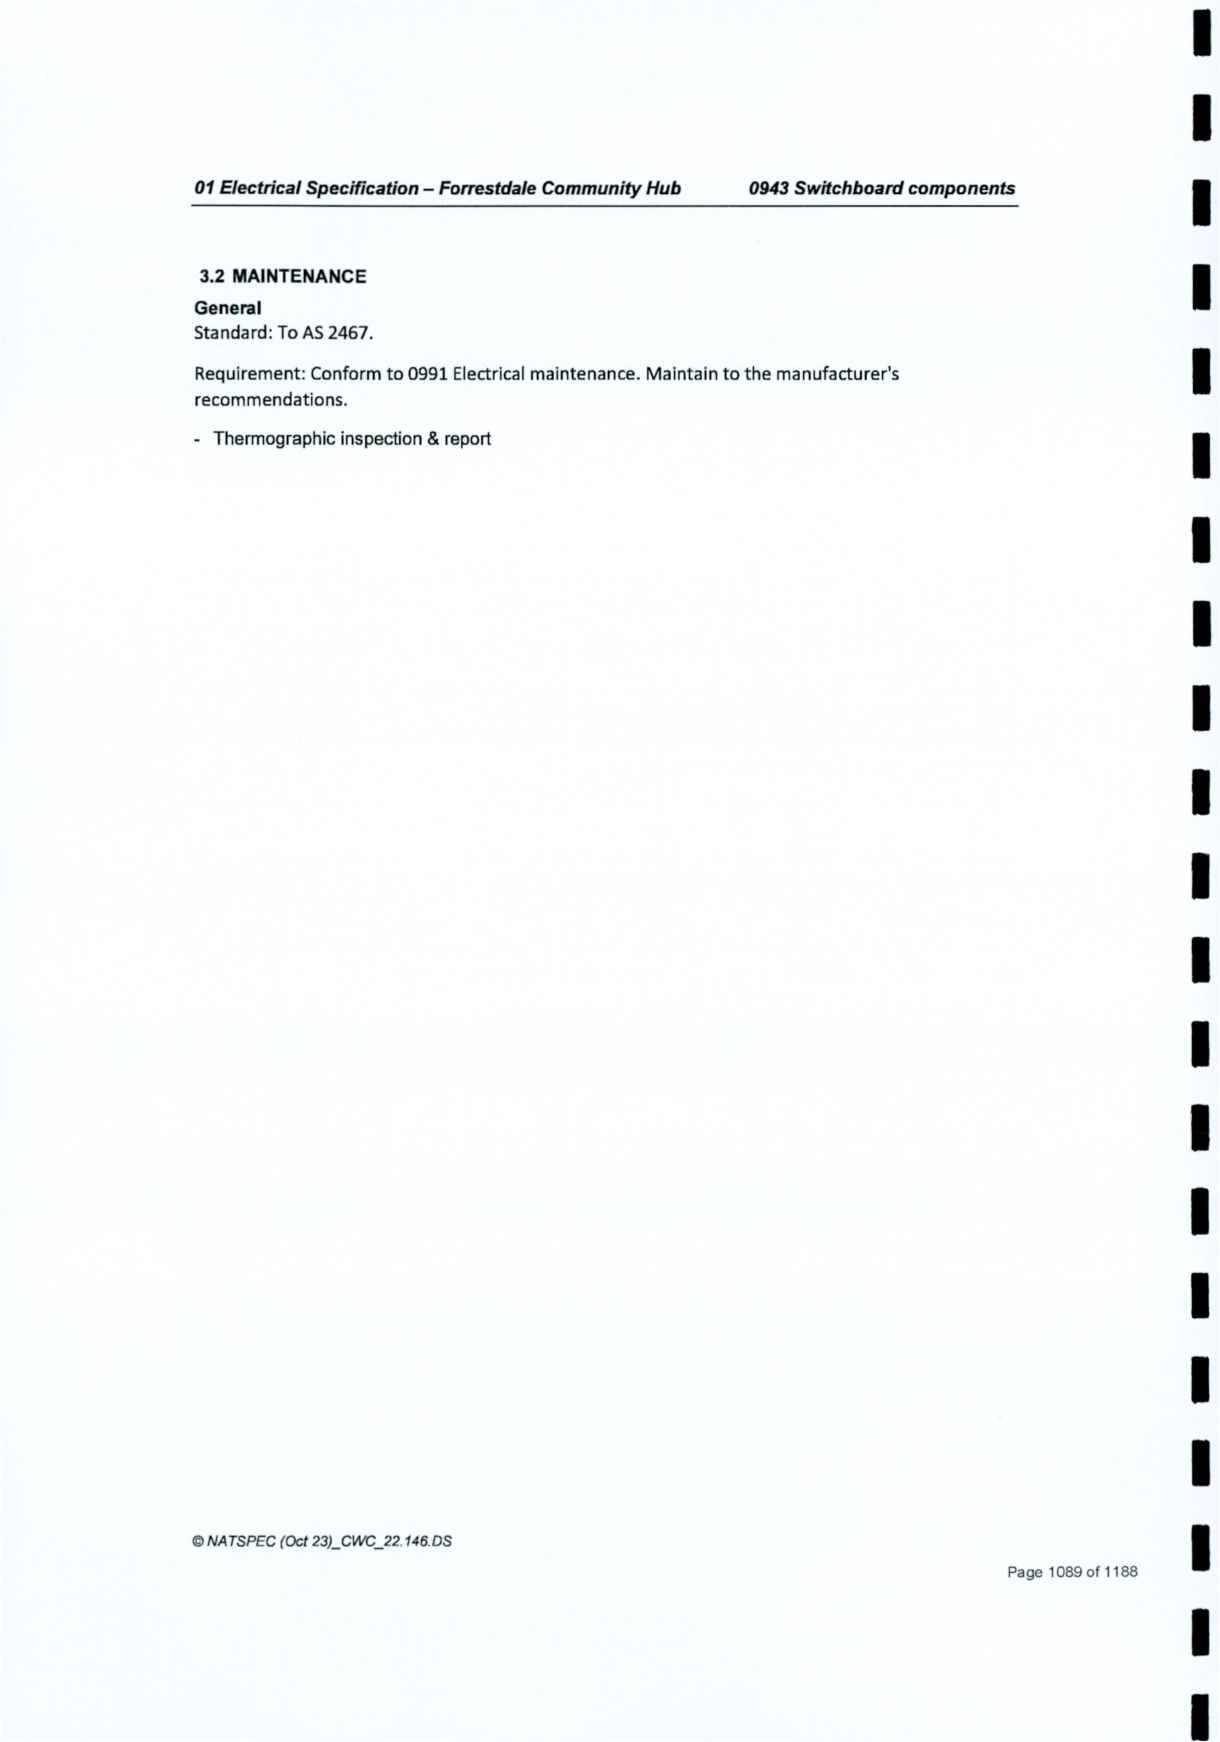 01 Electrical Specification – Forrestdale Community Hub 0943 Switchboard components
3.2 MAINTENANCE
General
Standard: To AS 2467.
Requirement: Conform to 0991 Electrical maintenance. Maintain to the manufacturer's
recommendations.
- Thermographic inspection & report
© NATSPEC (Oct 23)_CWC_22.146.DS
Page 1089 of 1188